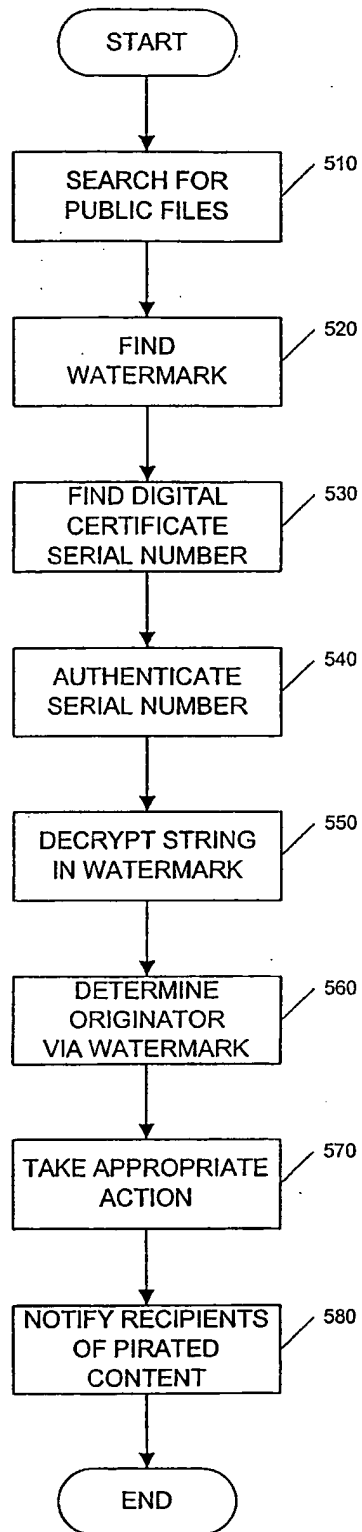 START
510
SEARCH FOR
PUBLIC FILES
520
FIND
WATERMARK
530
FIND DIGITAL
CERTIFICATE
SERIAL NUMBER
540
AUTHENTICATE
SERIAL NUMBER
550
DECRYPT STRING
IN WATERMARK
560
DETERMINE
ORIGINATOR
VIA WATERMARK
570
TAKE APPROPRIATE
ACTION
580
NOTIFY RECIPIENTS
OF PIRATED
CONTENT
END